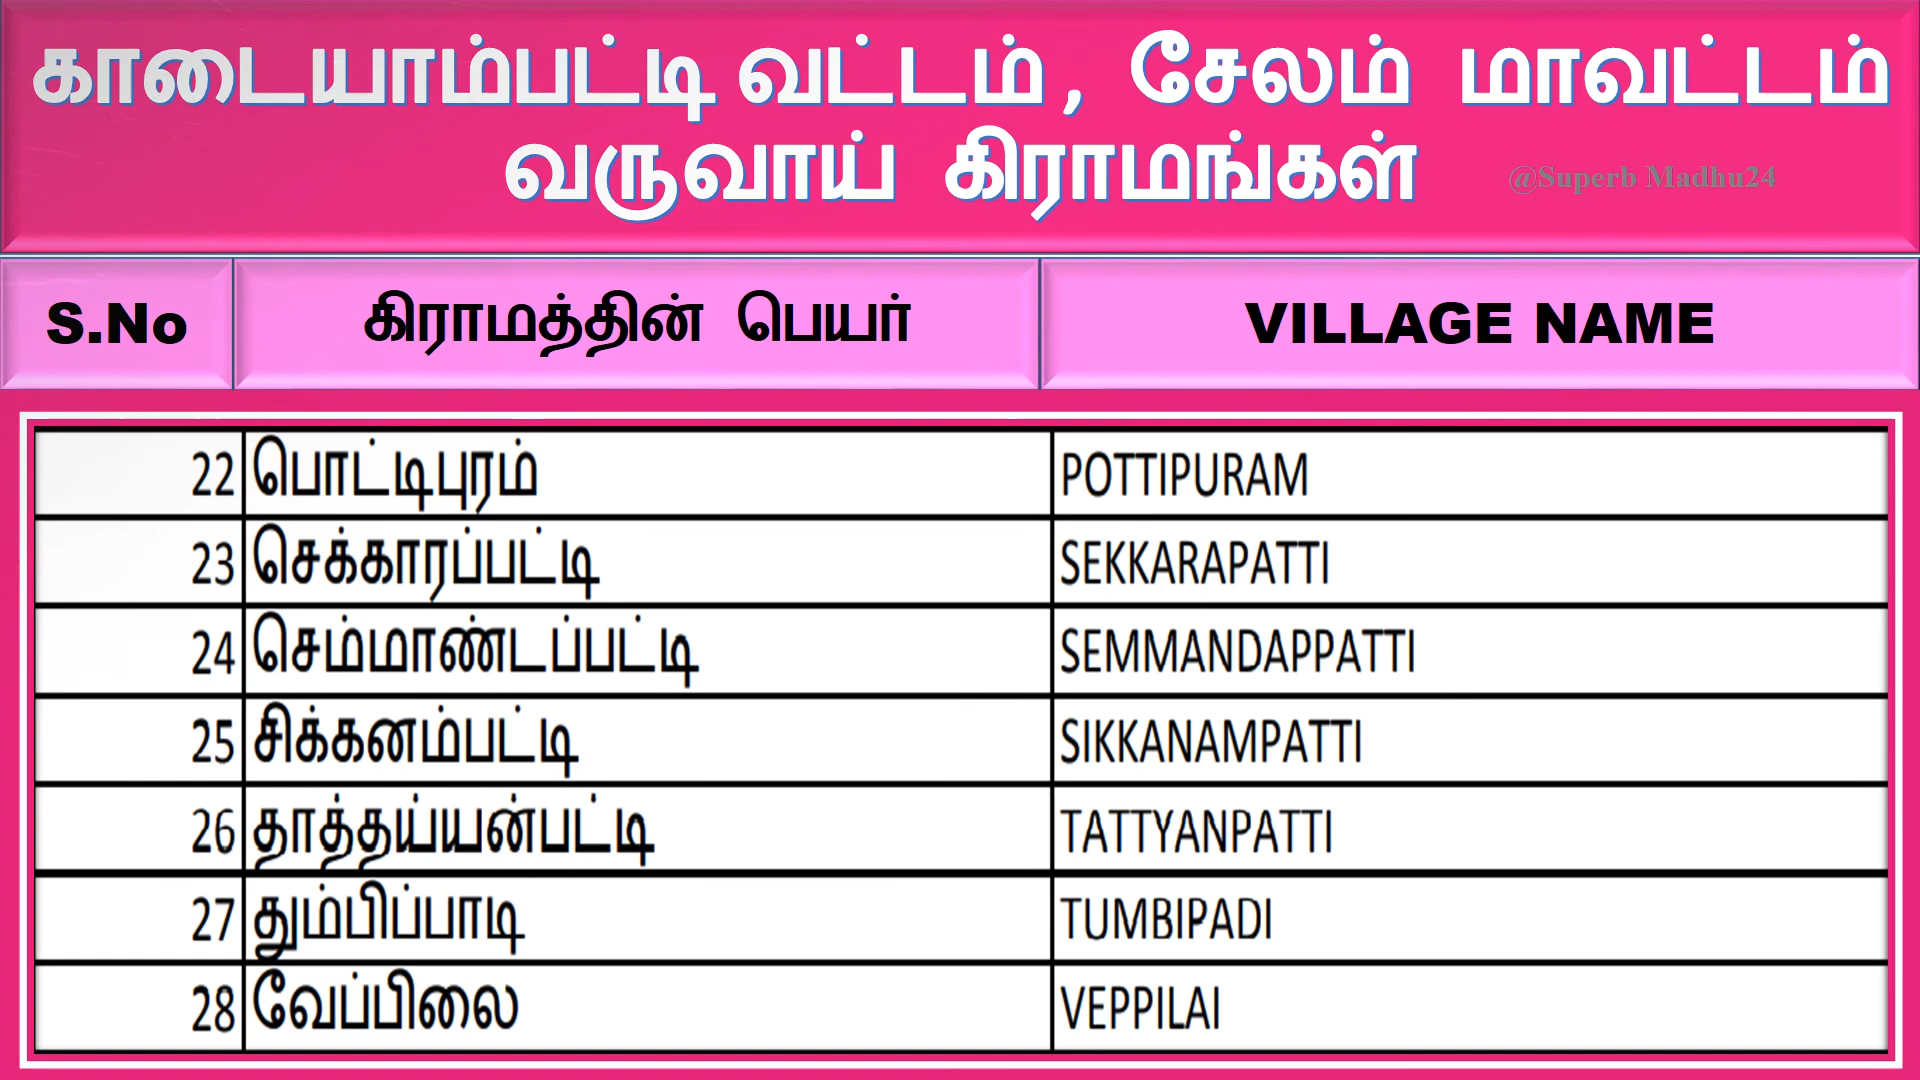 காடையாம்பட்டி வட்டம் , சேலம் மாவட்டம்
வருவாய் கிராமங்கள் @Superb Madhu24
S.No கிராமத்தின் பெயர் VILLAGE NAME
22 பொட்டிபுரம் POTTIPURAM
23 செக்காரப்பட்டி SEKKARAPATTI
24 செம்மாண்டப்பட்டி SEMMANDAPPATTI
25 சிக்கனம்பட்டி SIKKANAMPATTI
26 தாத்தய்யன்பட்டி TATTYANPATTI
27 தும்பிப்பாடி TUMBIPADI
28 வேப்பிலை VEPPILAI